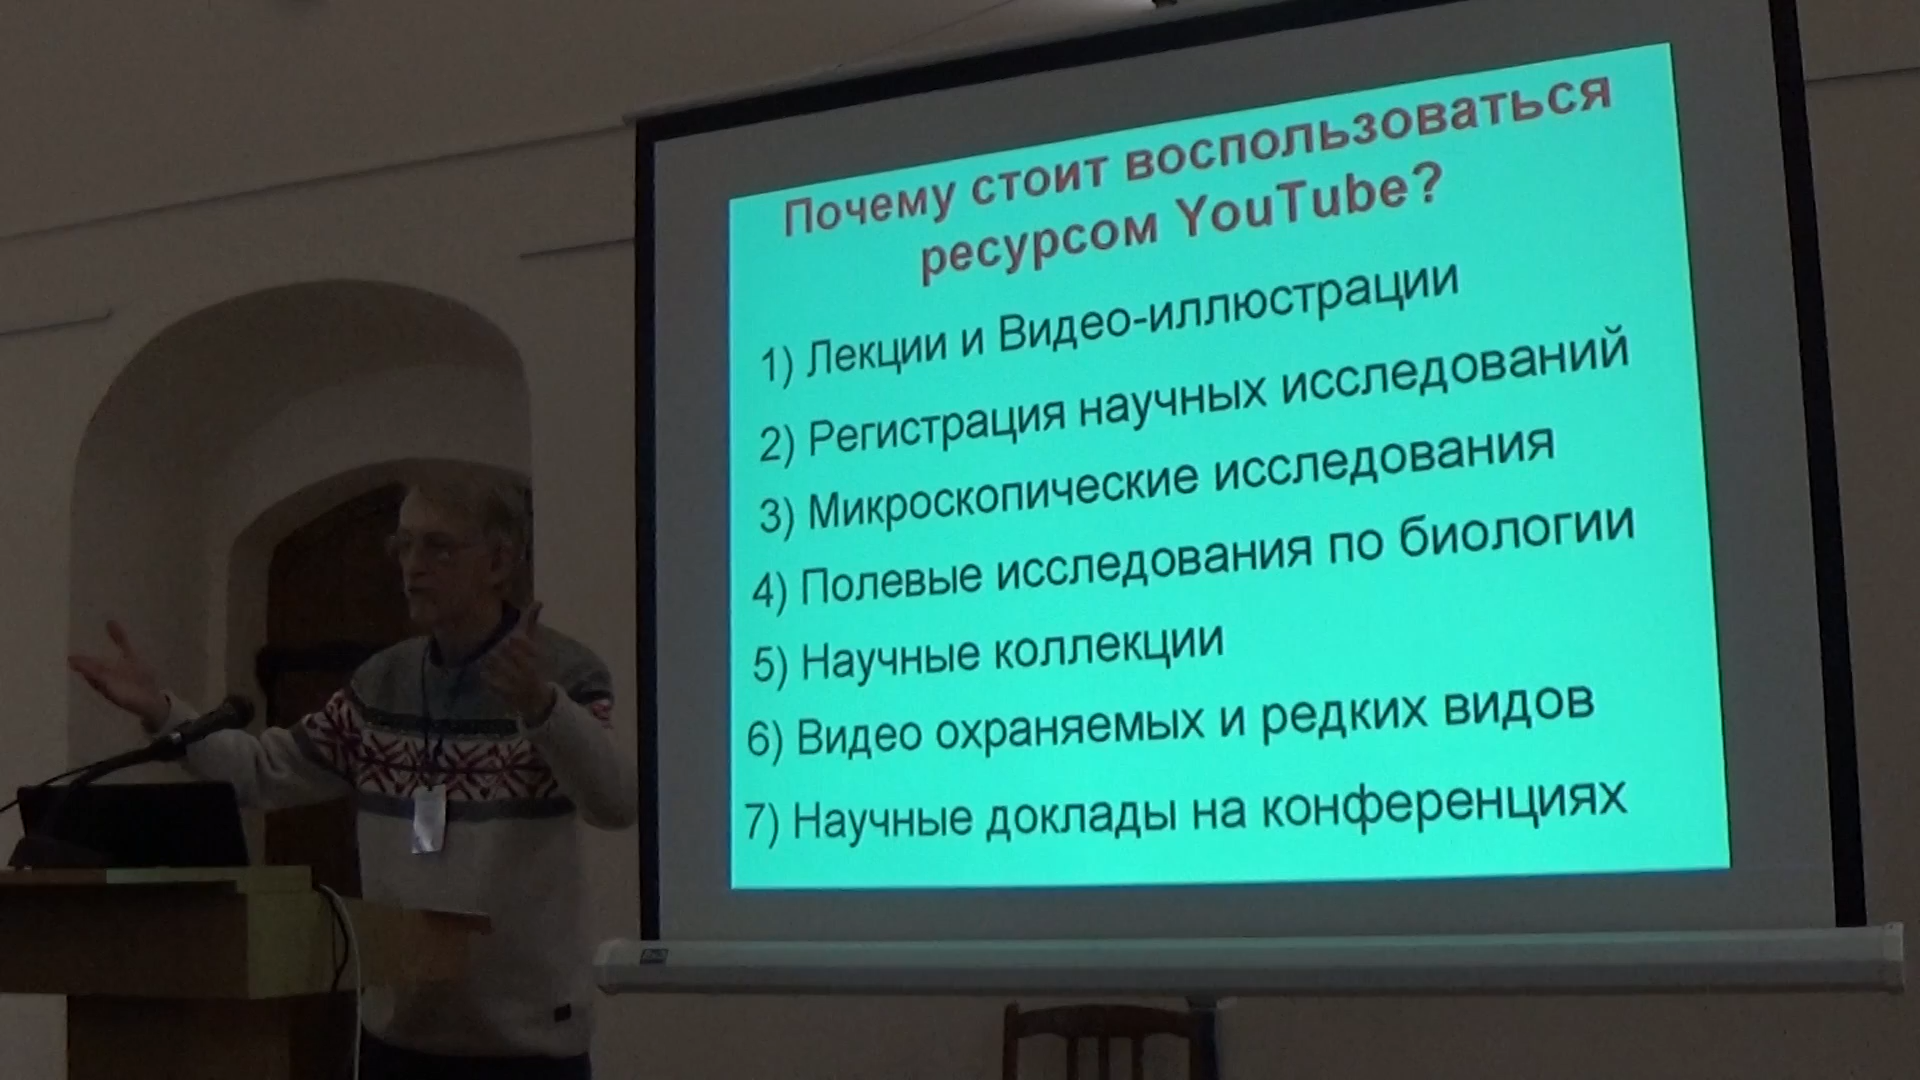 Почему стоит воспользоваться
ресурсом YouTube?
1) Лекции и Видео-иллюстрации
2) Регистрация научных исследований
3) Микроскопические исследования
4) Полевые исследования по биологии
5) Научные коллекции
6) Видео охраняемых и редких видов
7) Научные доклады на конференциях